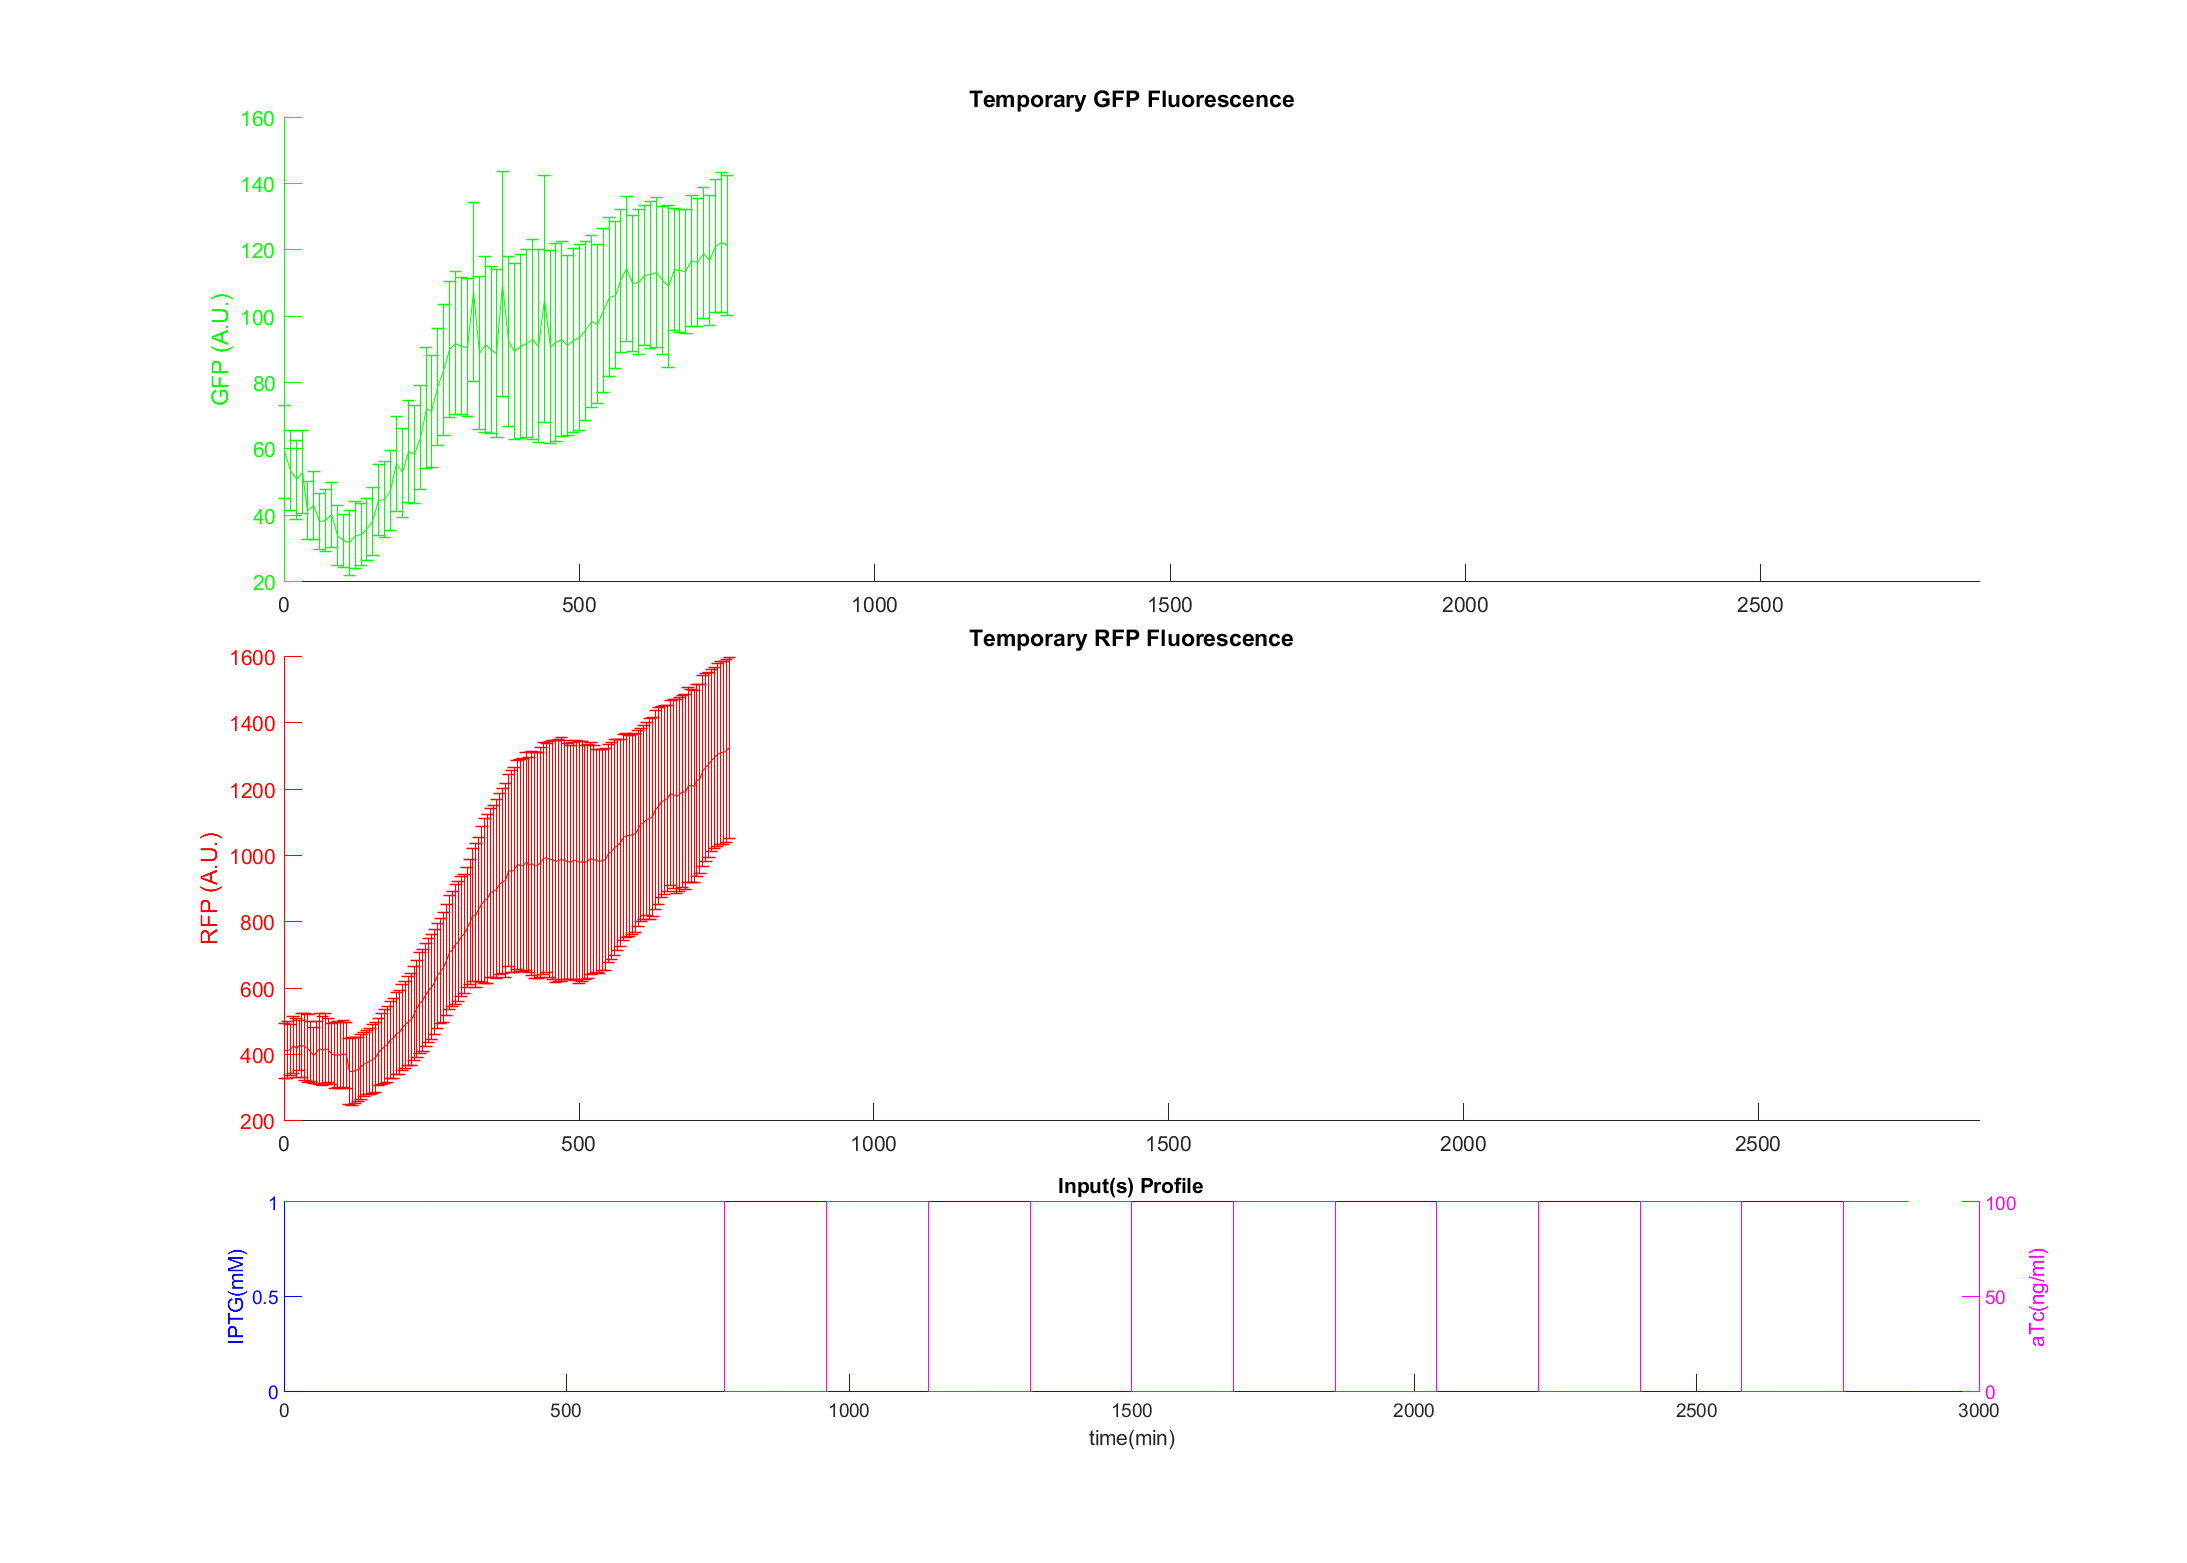 Temporary GFP Fluorescence
160
140
120
100
80
60
40
20
GFP (A.U.)
0 500 1000 1500 2000 2500
Temporary RFP Fluorescence
1600
1400
1200
1000
800
600
400
200
RFP (A.U.)
0 500 1000 1500 2000 2500
Input(s) Profile
1
0.5
0
IPTG(mM)
100
50
0
aTc(ng/ml)
0 500 1000 1500 2000 2500 3000
time(min)